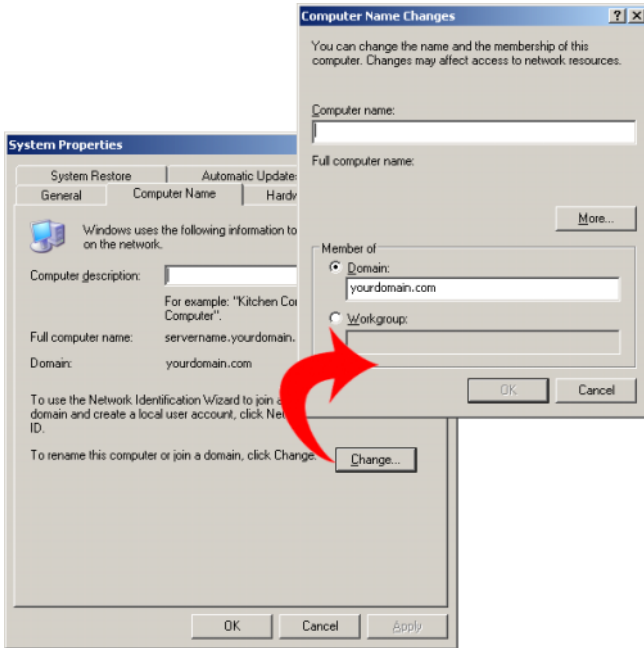 Computer Name Changes
You can change the name and the membership of this
computer. Changes may affect access to network resources.
Computer name:
Full computer name:
More...
Member of
Domain:
yourdomain.com
Workgroup:
OK
Cancel
System Properties
System Restore
Automatic Update
General
Computer Name
Windows uses the following information to
on the network.
Computer description:
For example: "Kitchen
Computer".
Full computer name:
servername.yourdomain.
Domain:
yourdomain.com
To use the Network Identification Wizard to join
domain and create a local user account, click
ID.
To rename this computer or join a domain, click Change.
Change...
OK
Cancel
Apply